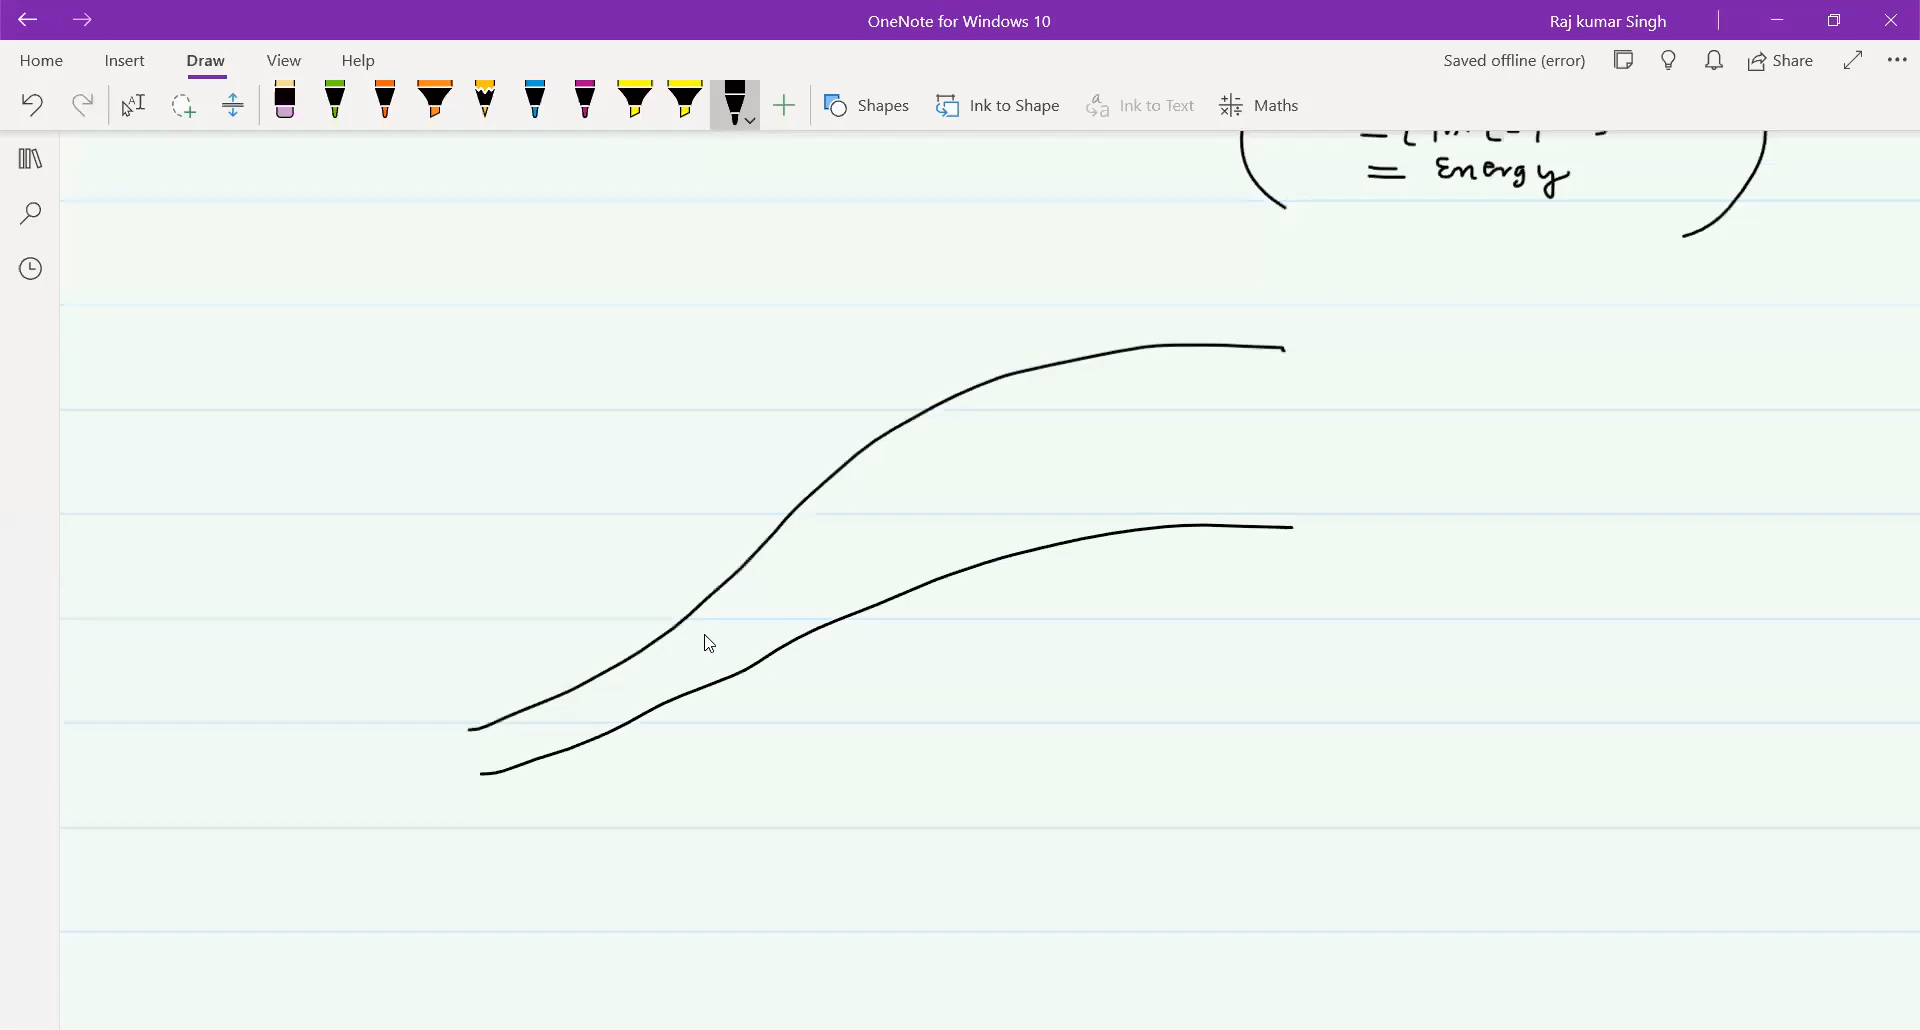 OneNote for Windows 10
Raj kumar Singh
Home Insert Draw View Help
Saved offline (error)
Share
Shapes
Ink to Shape
Ink to Text
Maths
= Energy